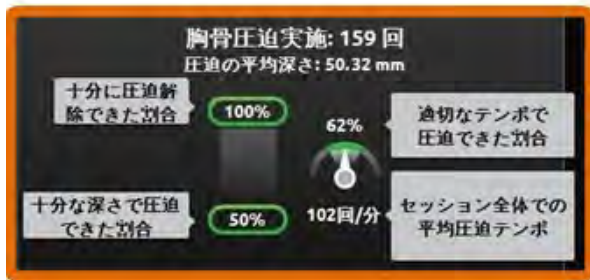 胸骨圧迫実施: 159 回
圧迫の平均深さ: 50.32 mm
十分に圧迫解
除できた割合
100%
62%
適切なテンポで
圧迫できた割合
十分な深さで圧迫
できた割合
50%
102回/分
セッション全体での
平均圧迫テンポ